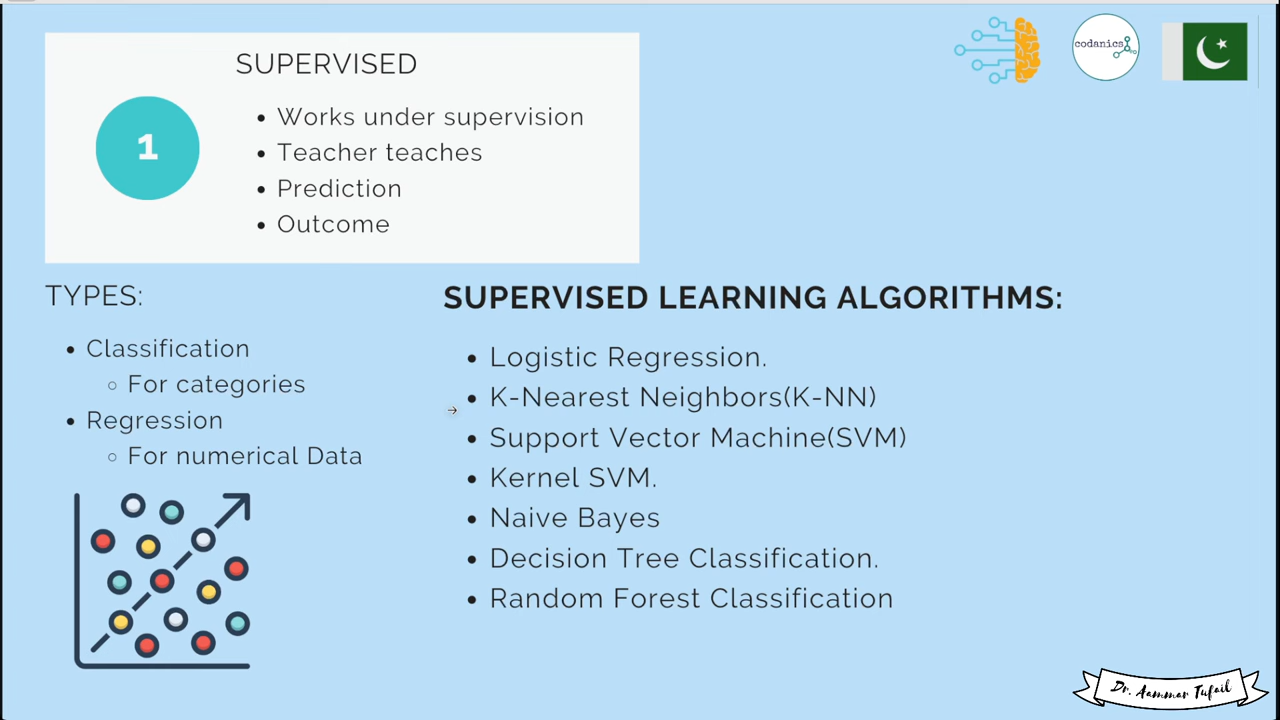 SUPERVISED
1
• Works under supervision
• Teacher teaches
• Prediction
• Outcome
codanics
TYPES:
• Classification
○ For categories
• Regression
○ For numerical Data
SUPERVISED LEARNING ALGORITHMS:
• Logistic Regression.
• K-Nearest Neighbors(K-NN)
• Support Vector Machine(SVM)
• Kernel SVM.
• Naive Bayes
• Decision Tree Classification.
• Random Forest Classification
Dr. Aammar Tufail